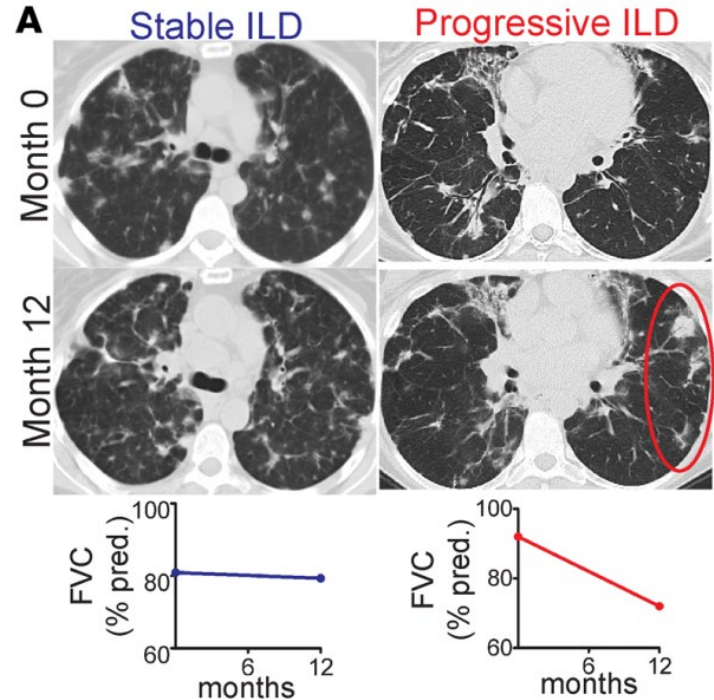 A
Stable ILD
Progressive ILD
Month 0
Month 12
FVC
(% pred.)
100
80
60
6
12
months
FVC
(% pred.)
100
80
60
6
12
months